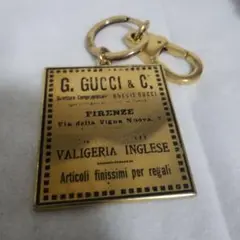 G. GUCCI & C.
FIRENZE
Via della Vigna Nuova,
VALIGERIA INGLESE
Articoli finissimi per regali